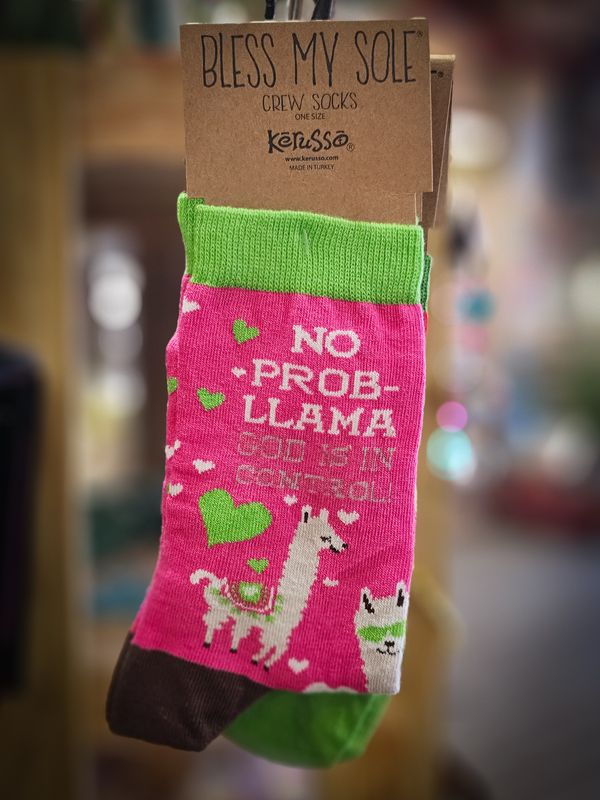 BLESS MY SOLE®
CREW SOCKS
ONE SIZE
Kerusso®
www.kerusso.com
MADE IN TURKEY
NO
PROB-
LLAMA
GOD IS IN
CONTROL!